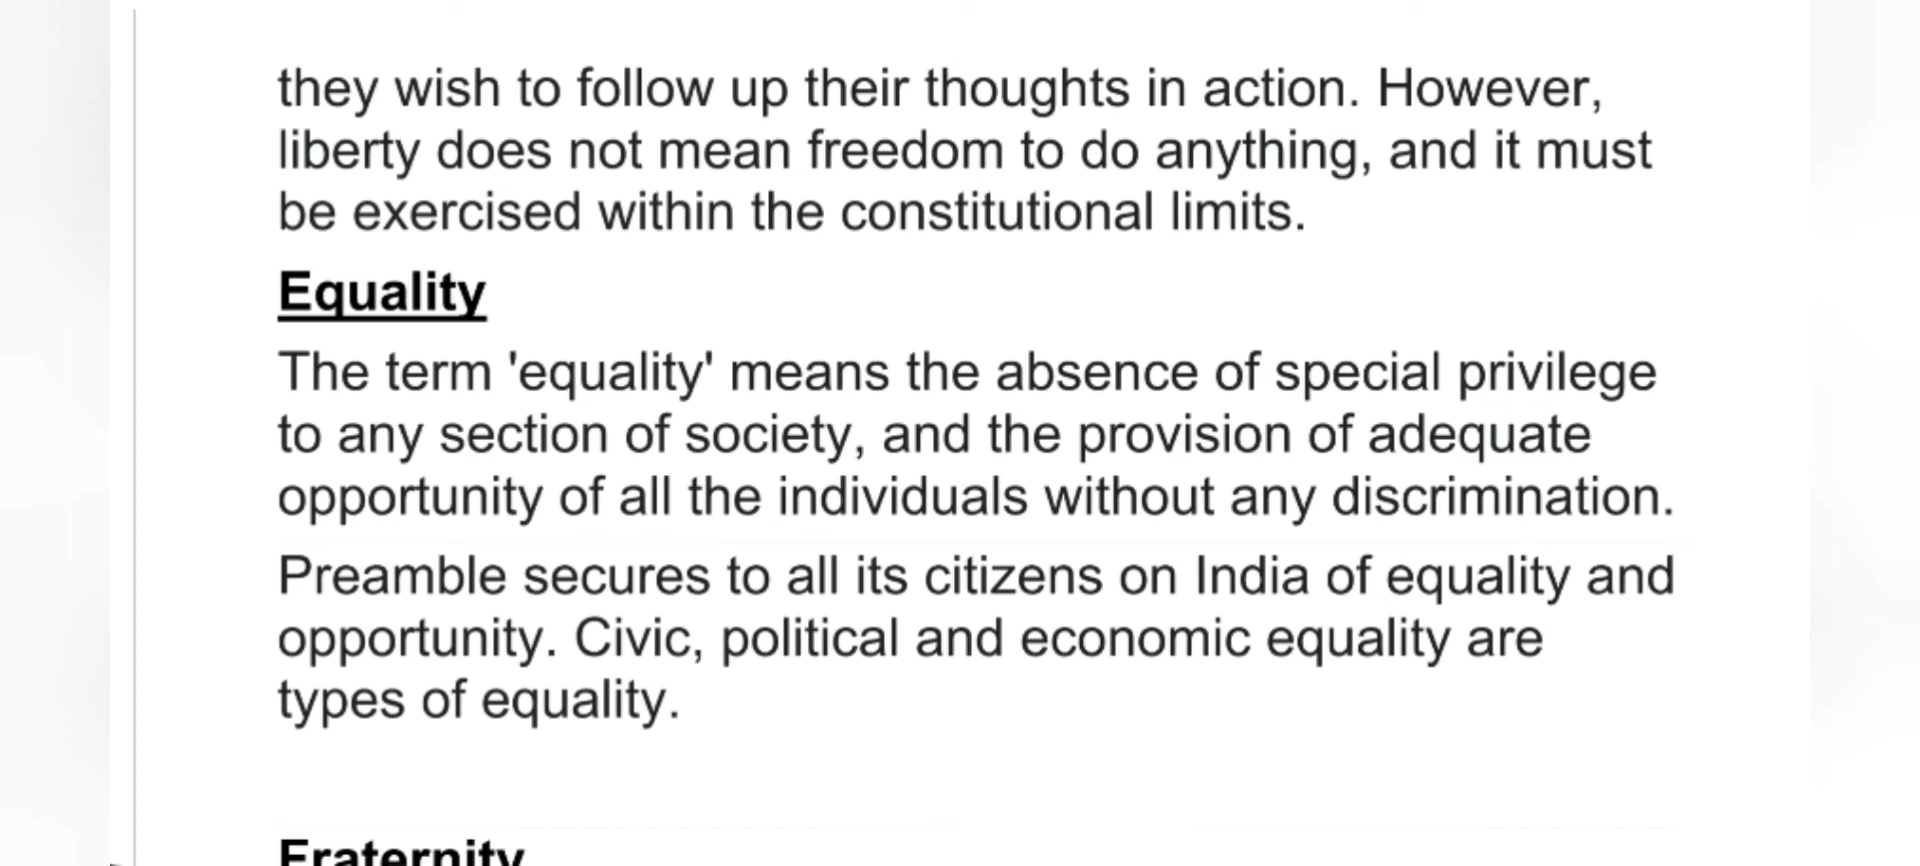 they wish to follow up their thoughts in action. However,
liberty does not mean freedom to do anything, and it must
be exercised within the constitutional limits.
Equality
The term 'equality' means the absence of special privilege
to any section of society, and the provision of adequate
opportunity of all the individuals without any discrimination.
Preamble secures to all its citizens on India of equality and
opportunity. Civic, political and economic equality are
types of equality.
Fraternity